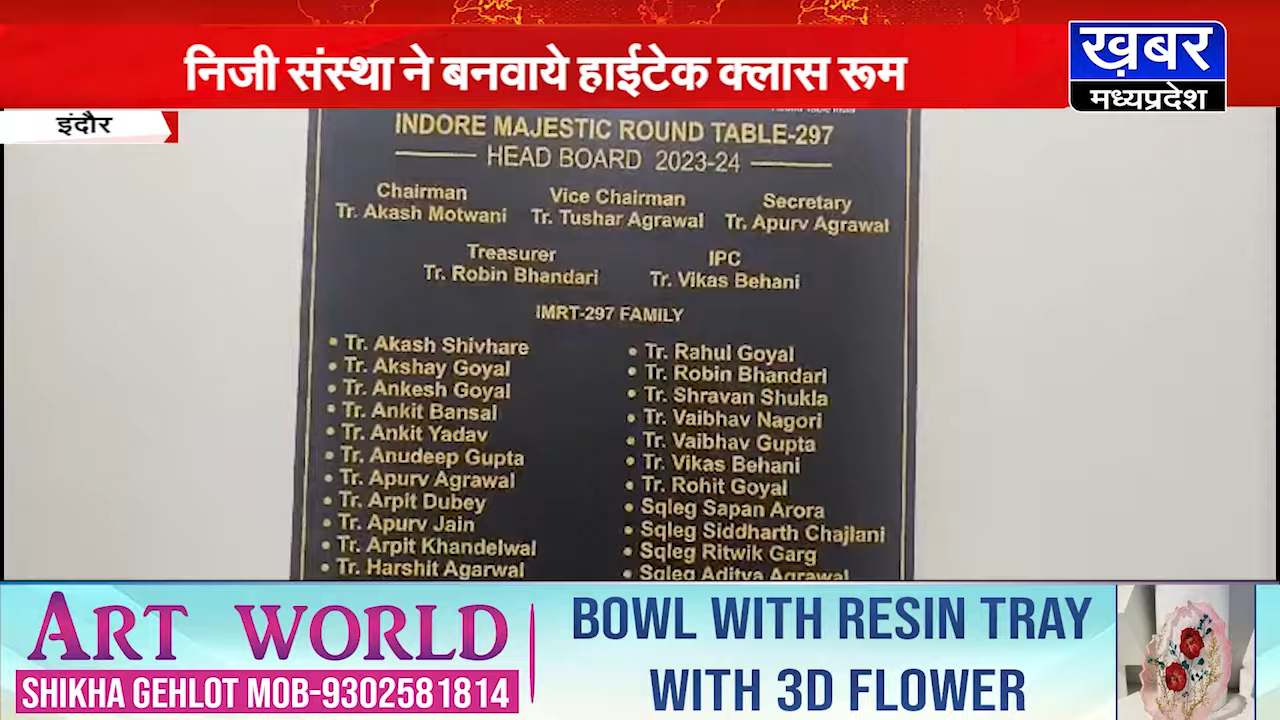 निजी संस्था ने बनवाये हाईटेक क्लास रूम
ख़बर
मध्यप्रदेश
इंदौर
INDORE MAJESTIC ROUND TABLE-297
HEAD BOARD 2023-24
Chairman Vice Chairman Secretary
Tr. Akash Motwani Tr. Tushar Agrawal Tr. Apurv Agrawal
Treasurer IPC
Tr. Robin Bhandari Tr. Vikas Behani
IMRT-297 FAMILY
• Tr. Akash Shivhare
• Tr. Akshay Goyal
• Tr. Ankesh Goyal
• Tr. Ankit Bansal
• Tr. Ankit Yadav
• Tr. Anudeep Gupta
• Tr. Apurv Agrawal
• Tr. Arpit Dubey
• Tr. Apurv Jain
• Tr. Arpit Khandelwal
• Tr. Harshit Agarwal
• Tr. Rahul Goyal
• Tr. Robin Bhandari
• Tr. Shravan Shukla
• Tr. Vaibhav Nagori
• Tr. Vaibhav Gupta
• Tr. Vikas Behani
• Tr. Rohit Goyal
• Sqleg Sapan Arora
• Sqleg Siddharth Chajlani
• Sqleg Ritwik Garg
• Sqleg Aditya Agrawal
ART WORLD
SHIKHA GEHLOT MOB-9302581814
BOWL WITH RESIN TRAY
WITH 3D FLOWER